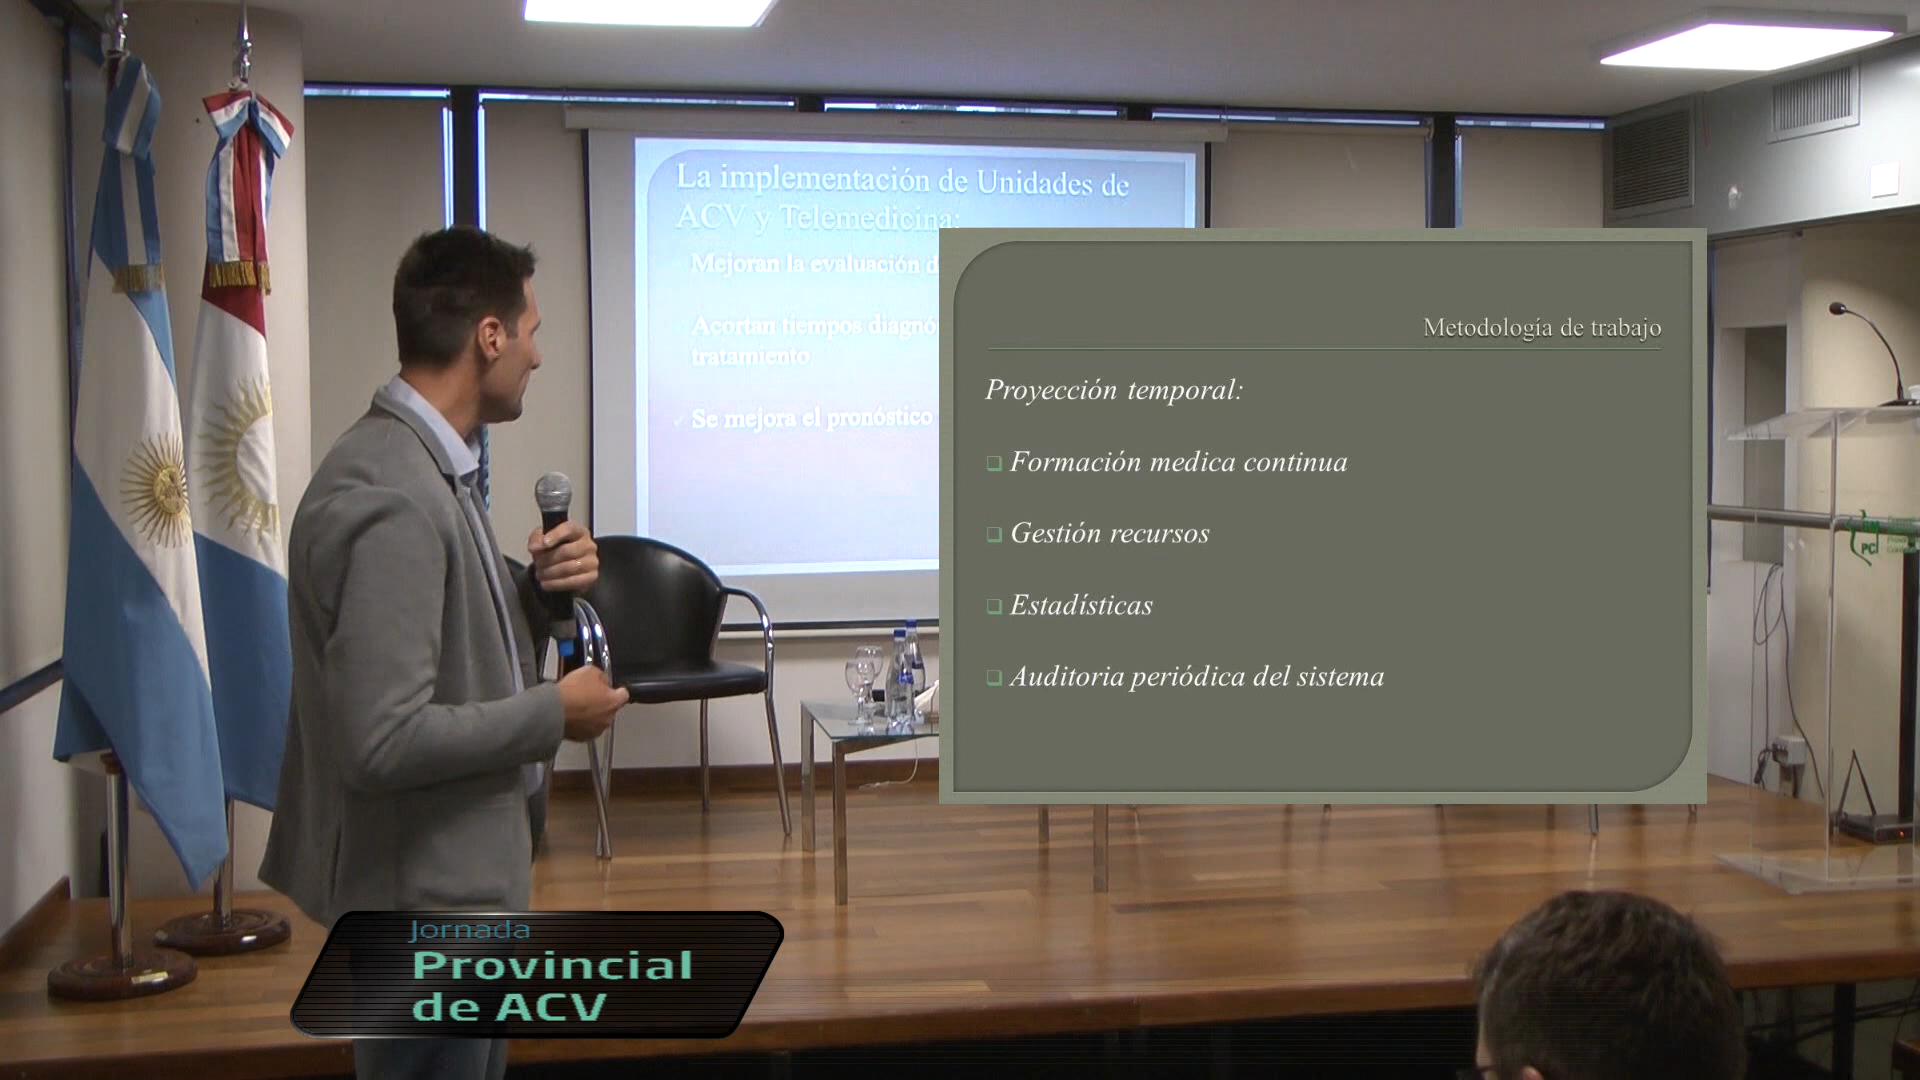 La implementación de Unidades de
ACV y Telemedicina:
Mejoran la evaluación d
Acortan tiempos diagnó
tratamiento
Se mejora el pronóstico
Metodología de trabajo
Proyección temporal:
Formación medica continua
Gestión recursos
Estadísticas
Auditoria periódica del sistema
PC
Jornada
Provincial
de ACV